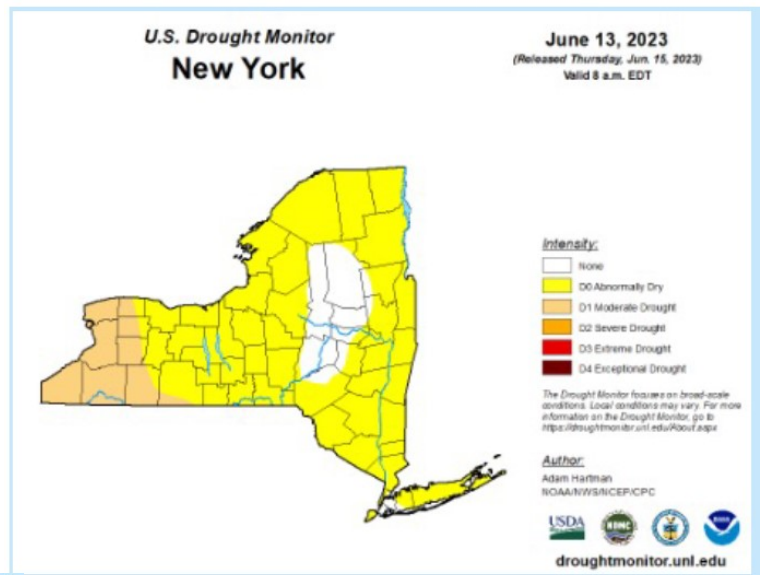 U.S. Drought Monitor
New York
June 13, 2023
(Released Thursday, Jun. 15, 2023)
Valid 8 a.m. EDT
Intensity:
None
D0 Abnormally Dry
D1 Moderate Drought
D2 Severe Drought
D3 Extreme Drought
D4 Exceptional Drought
The Drought Monitor focuses on broad-scale
conditions. Local conditions may vary. For more
information on the Drought Monitor, go to
https://droughtmonitor.unl.edu/About.aspx
Author:
Adam Hartman
NOAA/NWS/NCEP/CPC
USDA
NDMC
droughtmonitor.unl.edu